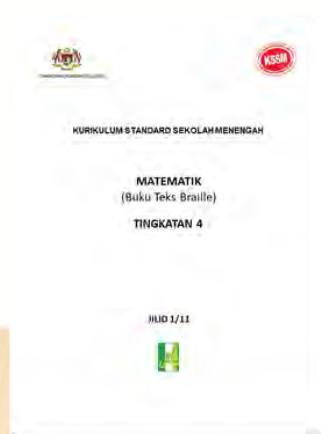 KSSM
KURIKULUM STANDARD SEKOLAH MENENGAH
MATEMATIK
(Buku Teks Braille)
TINGKATAN 4
JILID 1/11